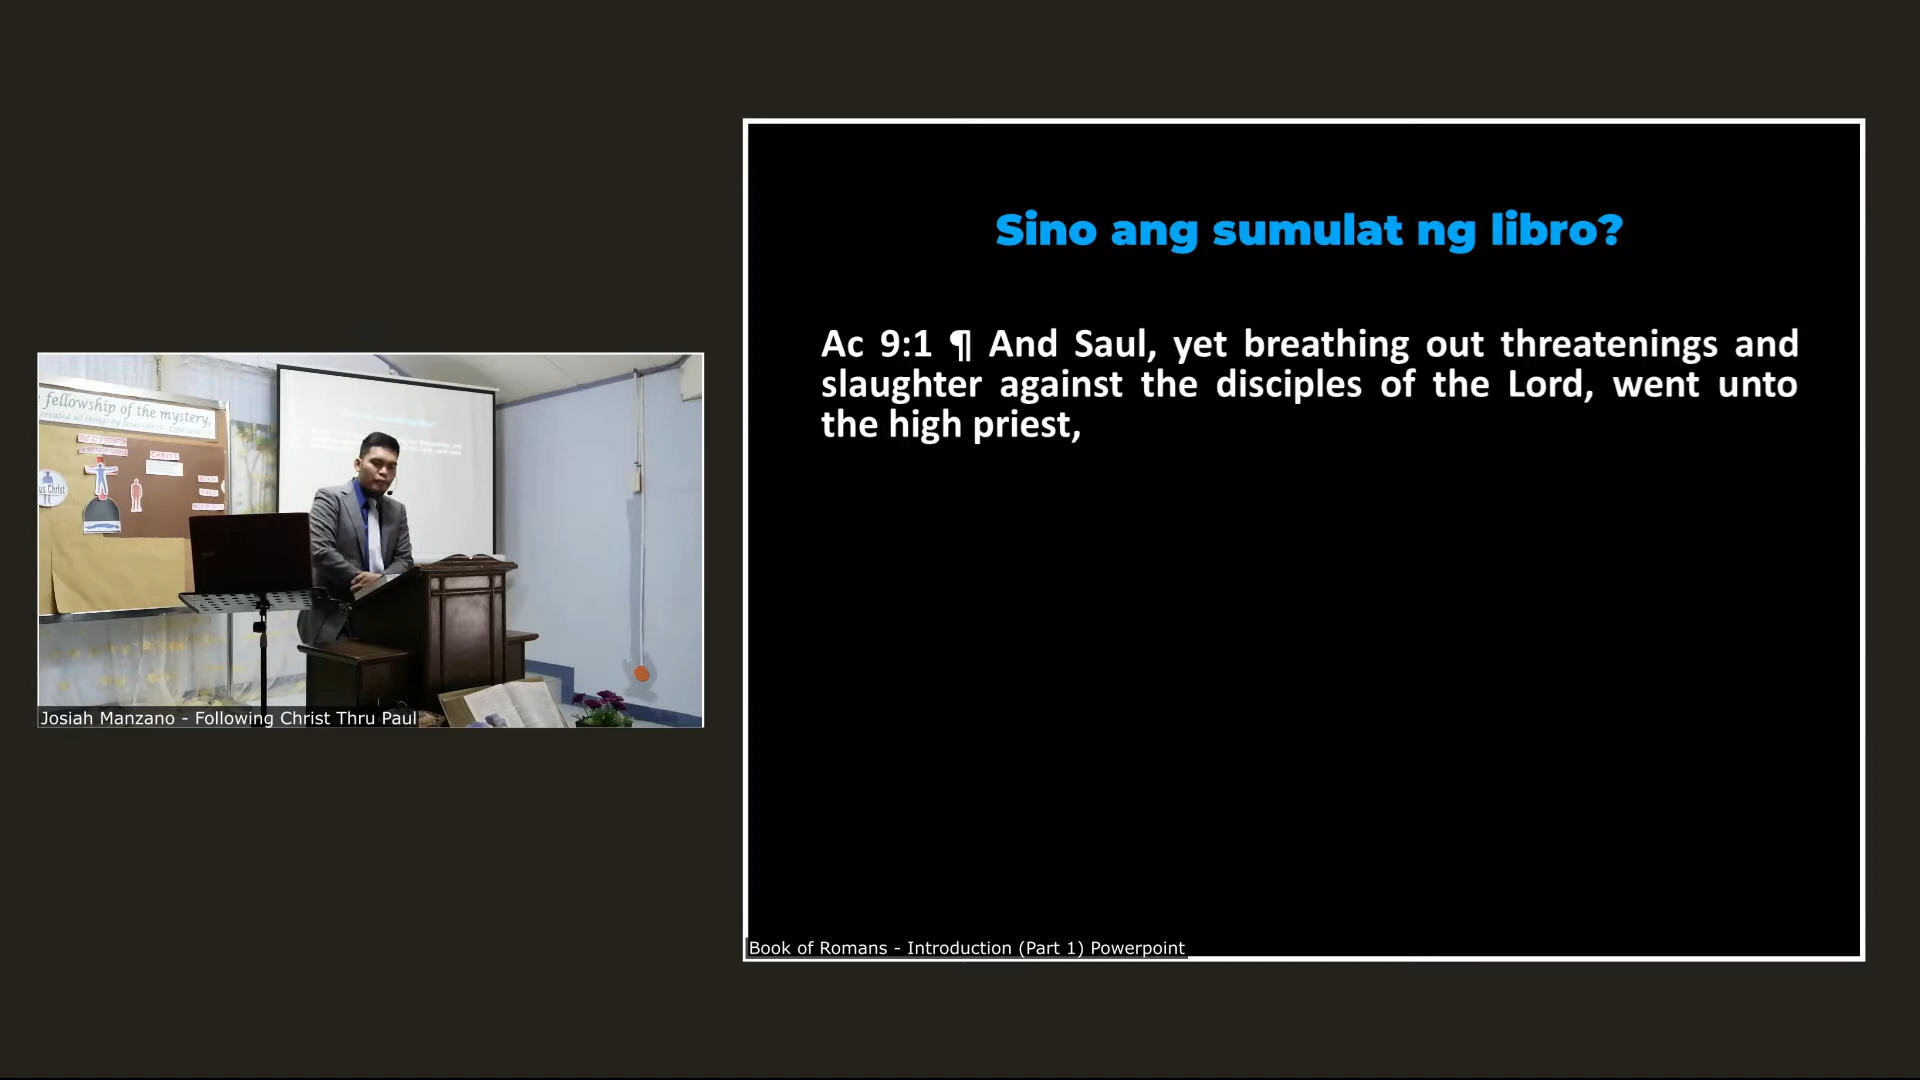 fellowship of the mystery,
CHRIST
us Christ
Josiah Manzano - Following Christ Thru Paul
Sino ang sumulat ng libro?
Ac 9:1 ¶ And Saul, yet breathing out threatenings and
slaughter against the disciples of the Lord, went unto
the high priest,
Book of Romans - Introduction (Part 1) Powerpoint